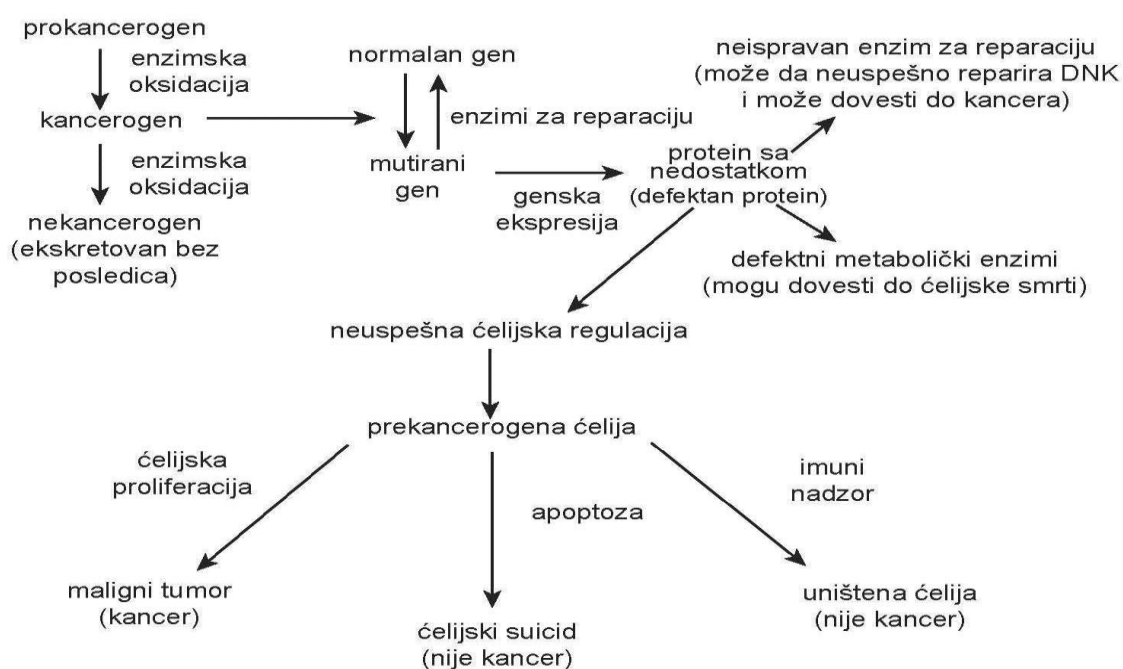 prokancerogen
enzimska
oksidacija
kancerogen
enzimska
oksidacija
nekancerogen
(ekskretovan bez
posledica)
normalan gen
enzimi za reparaciju
mutirani
gen
genska
ekspresija
protein sa
nedostatkom
(defektan protein)
neispravan enzim za reparaciju
(može da neuspešno reparira DNK
i može dovesti do kancera)
defektni metabolički enzimi
(mogu dovesti do ćelijske smrti)
neuspešna ćelijska regulacija
prekancerogena ćelija
ćelijska
proliferacija
apoptoza
imuni
nadzor
maligni tumor
(kancer)
ćelijski suicid
(nije kancer)
uništena ćelija
(nije kancer)